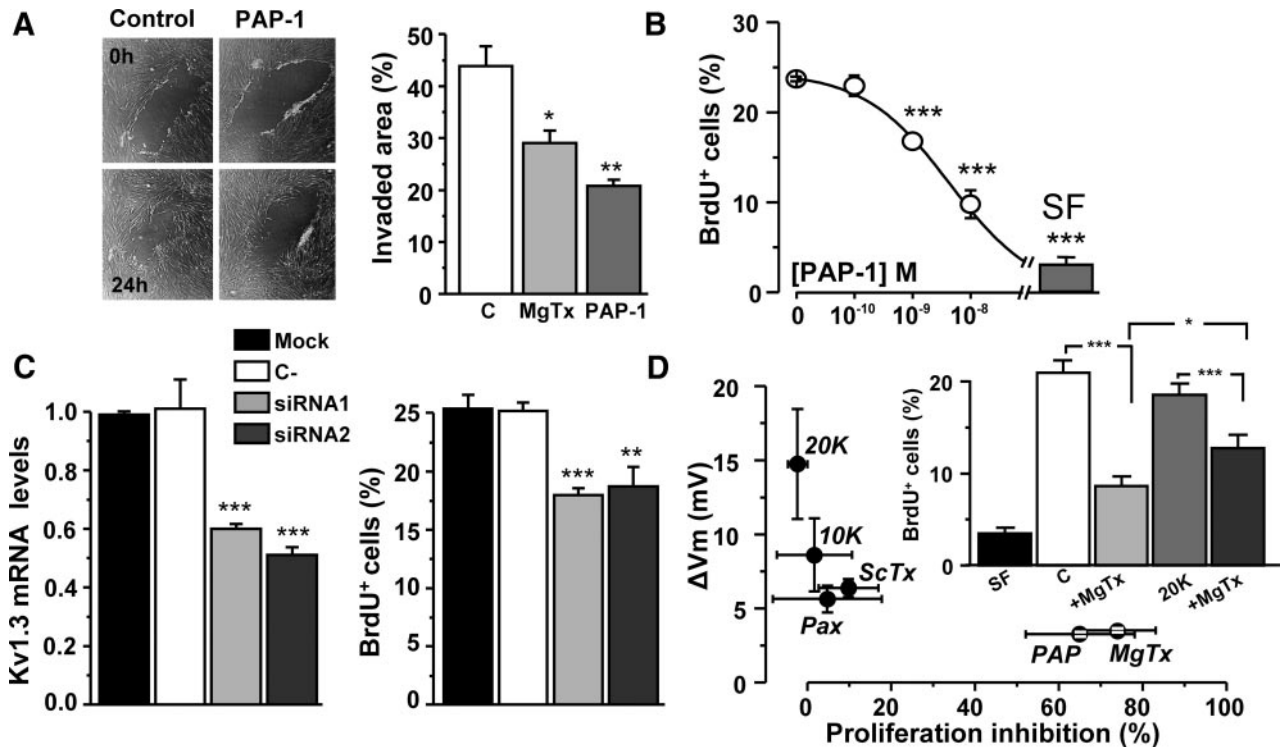 A
Control PAP-1
0h
24h
Invaded area (%)
50
40
30
20
10
0
*
**
C MgTx PAP-1
B
BrdU⁺ cells (%)
30
20
10
0
***
***
SF
***
[PAP-1] M
0 10⁻¹⁰ 10⁻⁹ 10⁻⁸
C
Mock
C-
siRNA1
siRNA2
Kv1.3 mRNA levels
1.0
0.8
0.6
0.4
0.2
0.0
***
***
BrdU⁺ cells (%)
25
20
15
10
5
0
***
**
D
ΔVm (mV)
20
15
10
5
0
20K
10K
ScTx
Pax
PAP MgTx
0 20 40 60 80 100
Proliferation inhibition (%)
BrdU⁺ cells (%)
20
10
0
***
*
***
SF C +MgTx 20K +MgTx